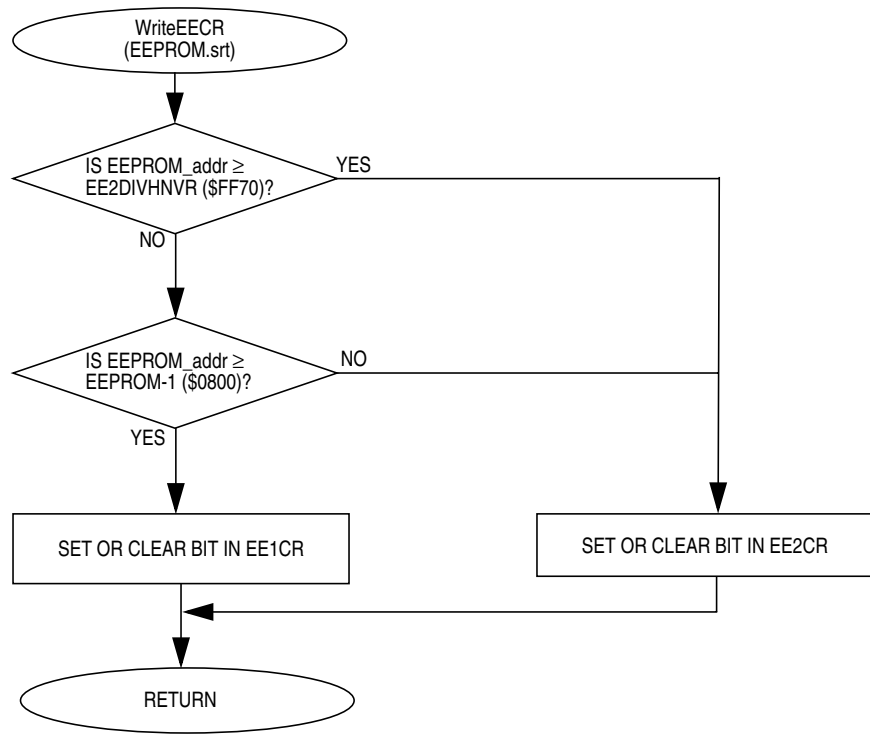 WriteEECR
(EEPROM.srt)
IS EEPROM_addr ≥
EE2DIVHNVR ($FF70)?
YES
NO
IS EEPROM_addr ≥
EEPROM-1 ($0800)?
NO
YES
SET OR CLEAR BIT IN EE1CR
SET OR CLEAR BIT IN EE2CR
RETURN